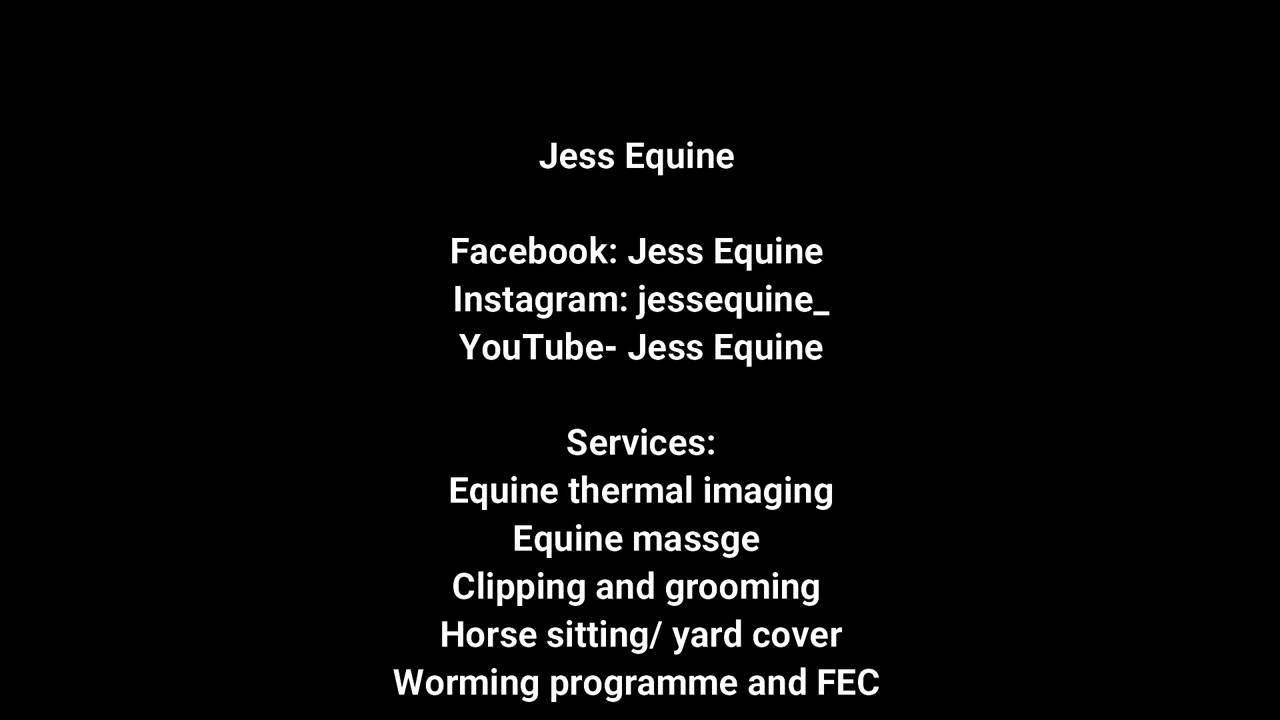 Jess Equine
Facebook: Jess Equine
Instagram: jessequine_
YouTube- Jess Equine
Services:
Equine thermal imaging
Equine massge
Clipping and grooming
Horse sitting/ yard cover
Worming programme and FEC